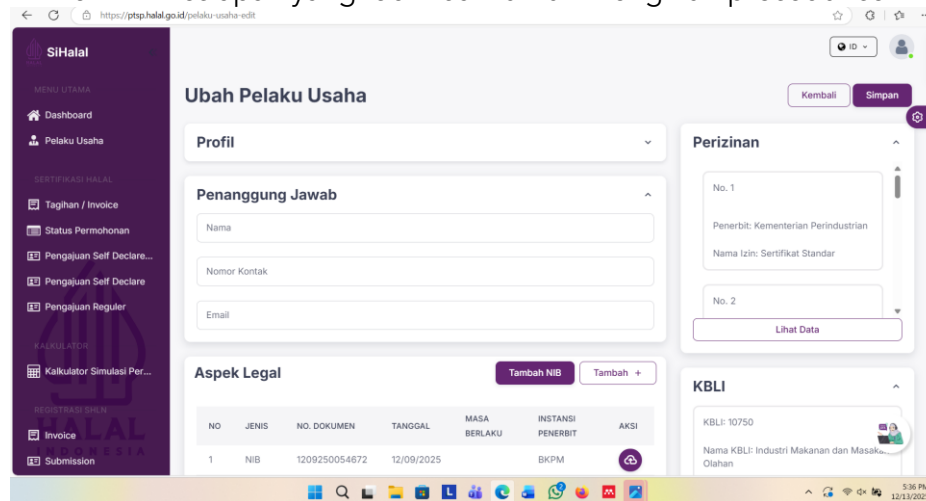 https://ptsp.halal.go.id/pelaku-usaha-edit
SiHalal
ID
MENU UTAMA
Dashboard
Pelaku Usaha
SERTIFIKASI HALAL
Tagihan / Invoice
Status Permohonan
Pengajuan Self Declare...
Pengajuan Self Declare
Pengajuan Reguler
KALKULATOR
Kalkulator Simulasi Per...
REGISTRASI SHLN
Invoice
Submission
HALAL
INDONESIA
Ubah Pelaku Usaha
Kembali
Simpan
Profil
Penanggung Jawab
Nama
Nomor Kontak
Email
Aspek Legal
Tambah NIB
Tambah +
NO JENIS NO. DOKUMEN TANGGAL MASA BERLAKU INSTANSI PENERBIT AKSI
1 NIB 1209250054672 12/09/2025 BKPM
Perizinan
No. 1
Penerbit: Kementerian Perindustrian
Nama Izin: Sertifikat Standar
No. 2
Lihat Data
KBLI
KBLI: 10750
Nama KBLI: Industri Makanan dan Masakan
Olahan
5:36 PM